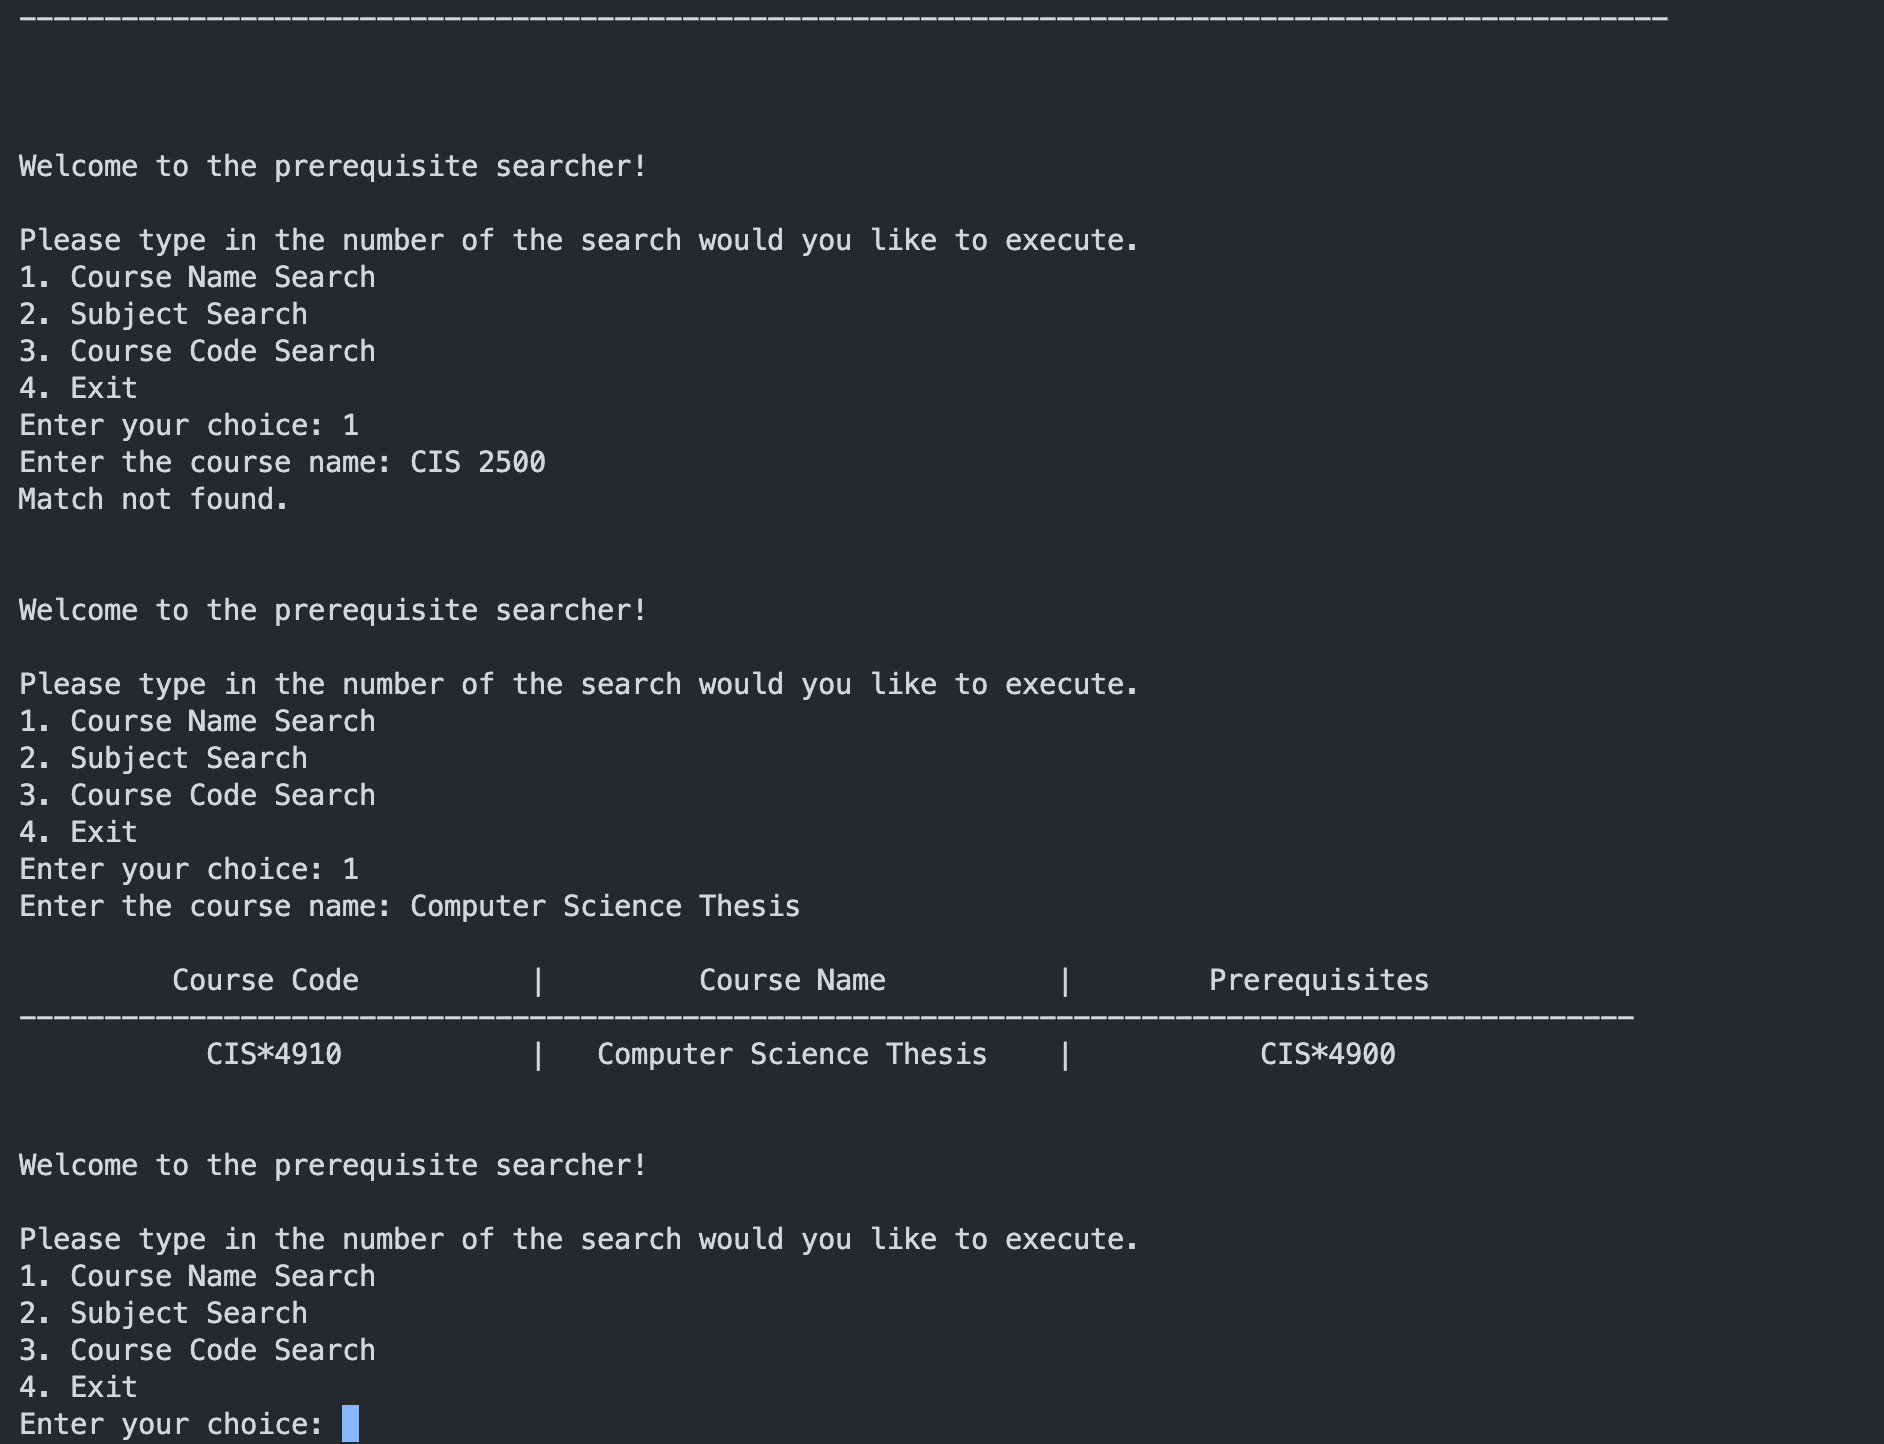 -------------------------------------------------------------------------------------------------
Welcome to the prerequisite searcher!
Please type in the number of the search would you like to execute.
1. Course Name Search
2. Subject Search
3. Course Code Search
4. Exit
Enter your choice: 1
Enter the course name: CIS 2500
Match not found.
Welcome to the prerequisite searcher!
Please type in the number of the search would you like to execute.
1. Course Name Search
2. Subject Search
3. Course Code Search
4. Exit
Enter your choice: 1
Enter the course name: Computer Science Thesis
Course Code | Course Name | Prerequisites
-----------------------------------------------------------------------------------------------
CIS*4910 | Computer Science Thesis | CIS*4900
Welcome to the prerequisite searcher!
Please type in the number of the search would you like to execute.
1. Course Name Search
2. Subject Search
3. Course Code Search
4. Exit
Enter your choice: